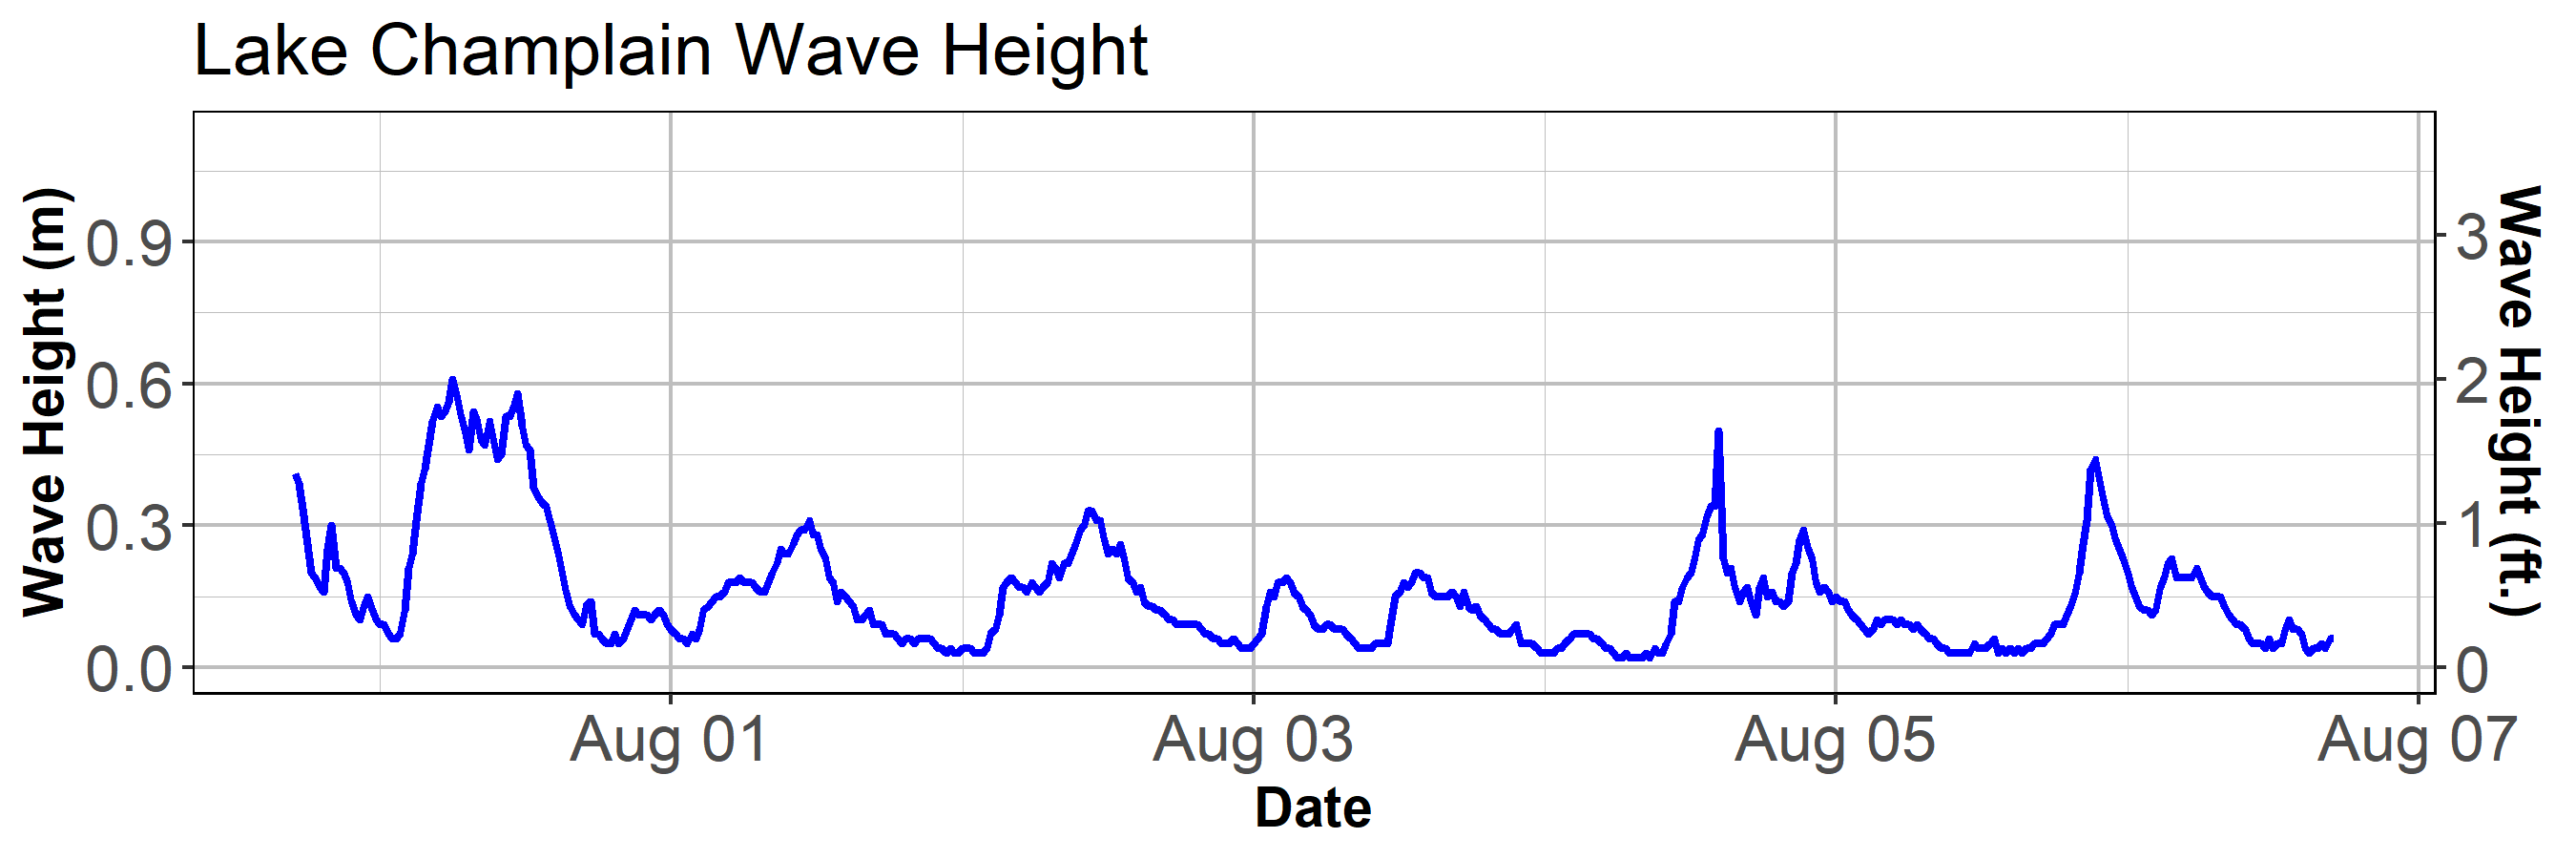 Lake Champlain Wave Height
Wave Height (m)
0.9
0.6
0.3
0.0
3
2
1
0
Wave Height (ft.)
Aug 01
Aug 03
Aug 05
Aug 07
Date